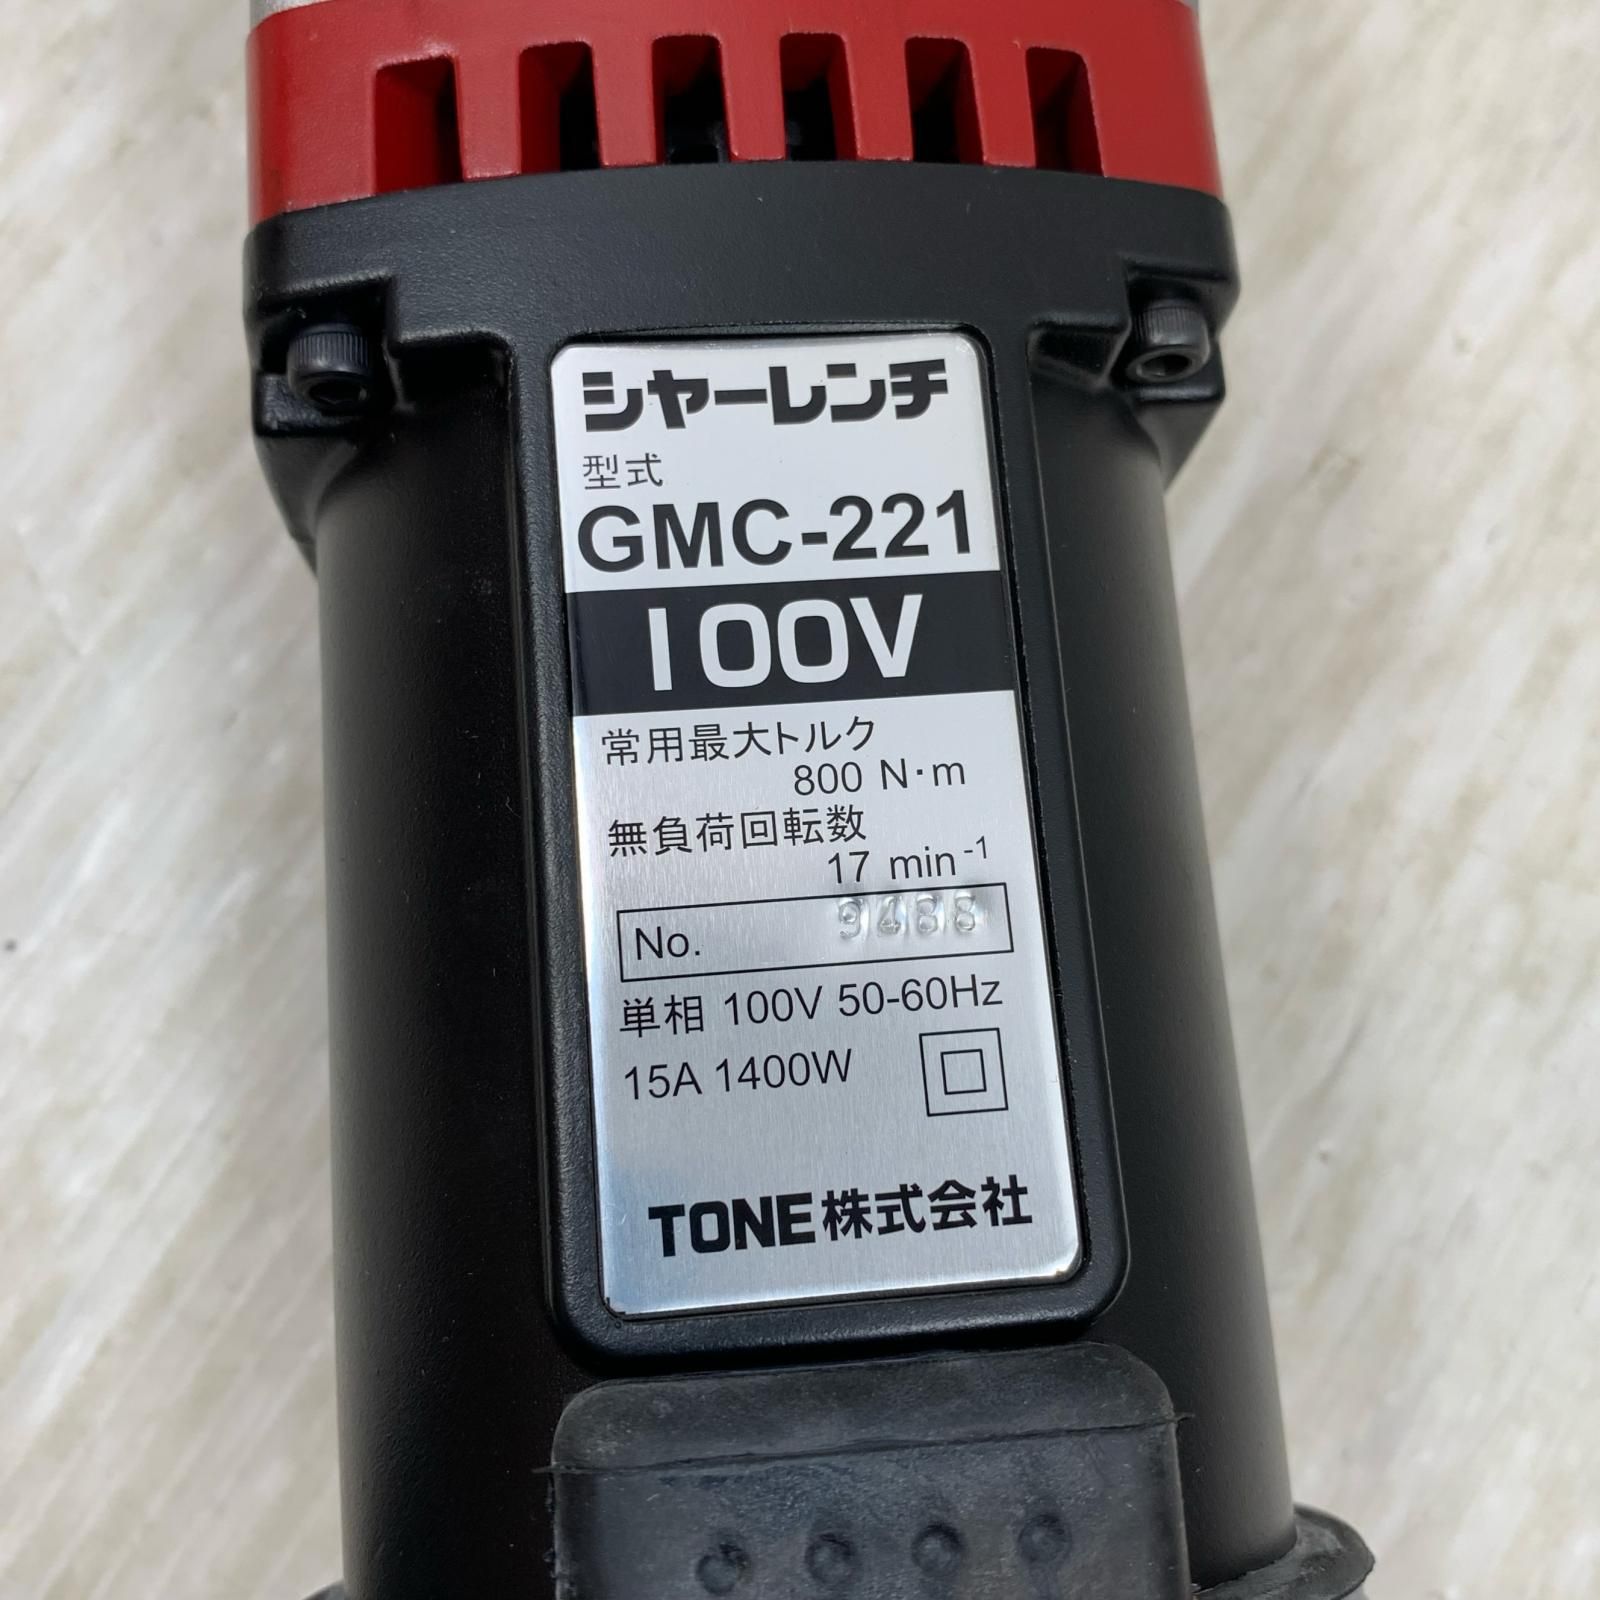 シャーレンチ
型式
GMC-221
100V
常用最大トルク
800 N·m
無負荷回転数
17 min⁻¹
No. 9488
単相 100V 50-60Hz
15A 1400W
TONE株式会社